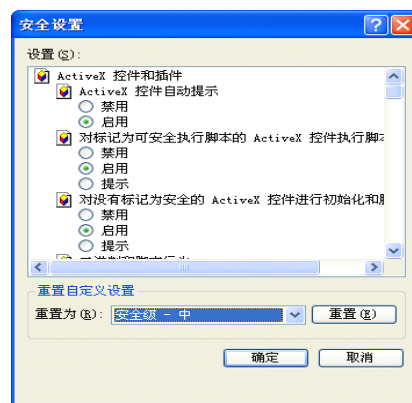 安全设置
设置(S):
ActiveX 控件和插件
ActiveX 控件自动提示
禁用
启用
对标记为可安全执行脚本的 ActiveX 控件执行脚
禁用
启用
提示
对没有标记为安全的 ActiveX 控件进行初始化和
禁用
启用
提示
重置自定义设置
重置为(R): 安全级 - 中 重置(E)
确定 取消